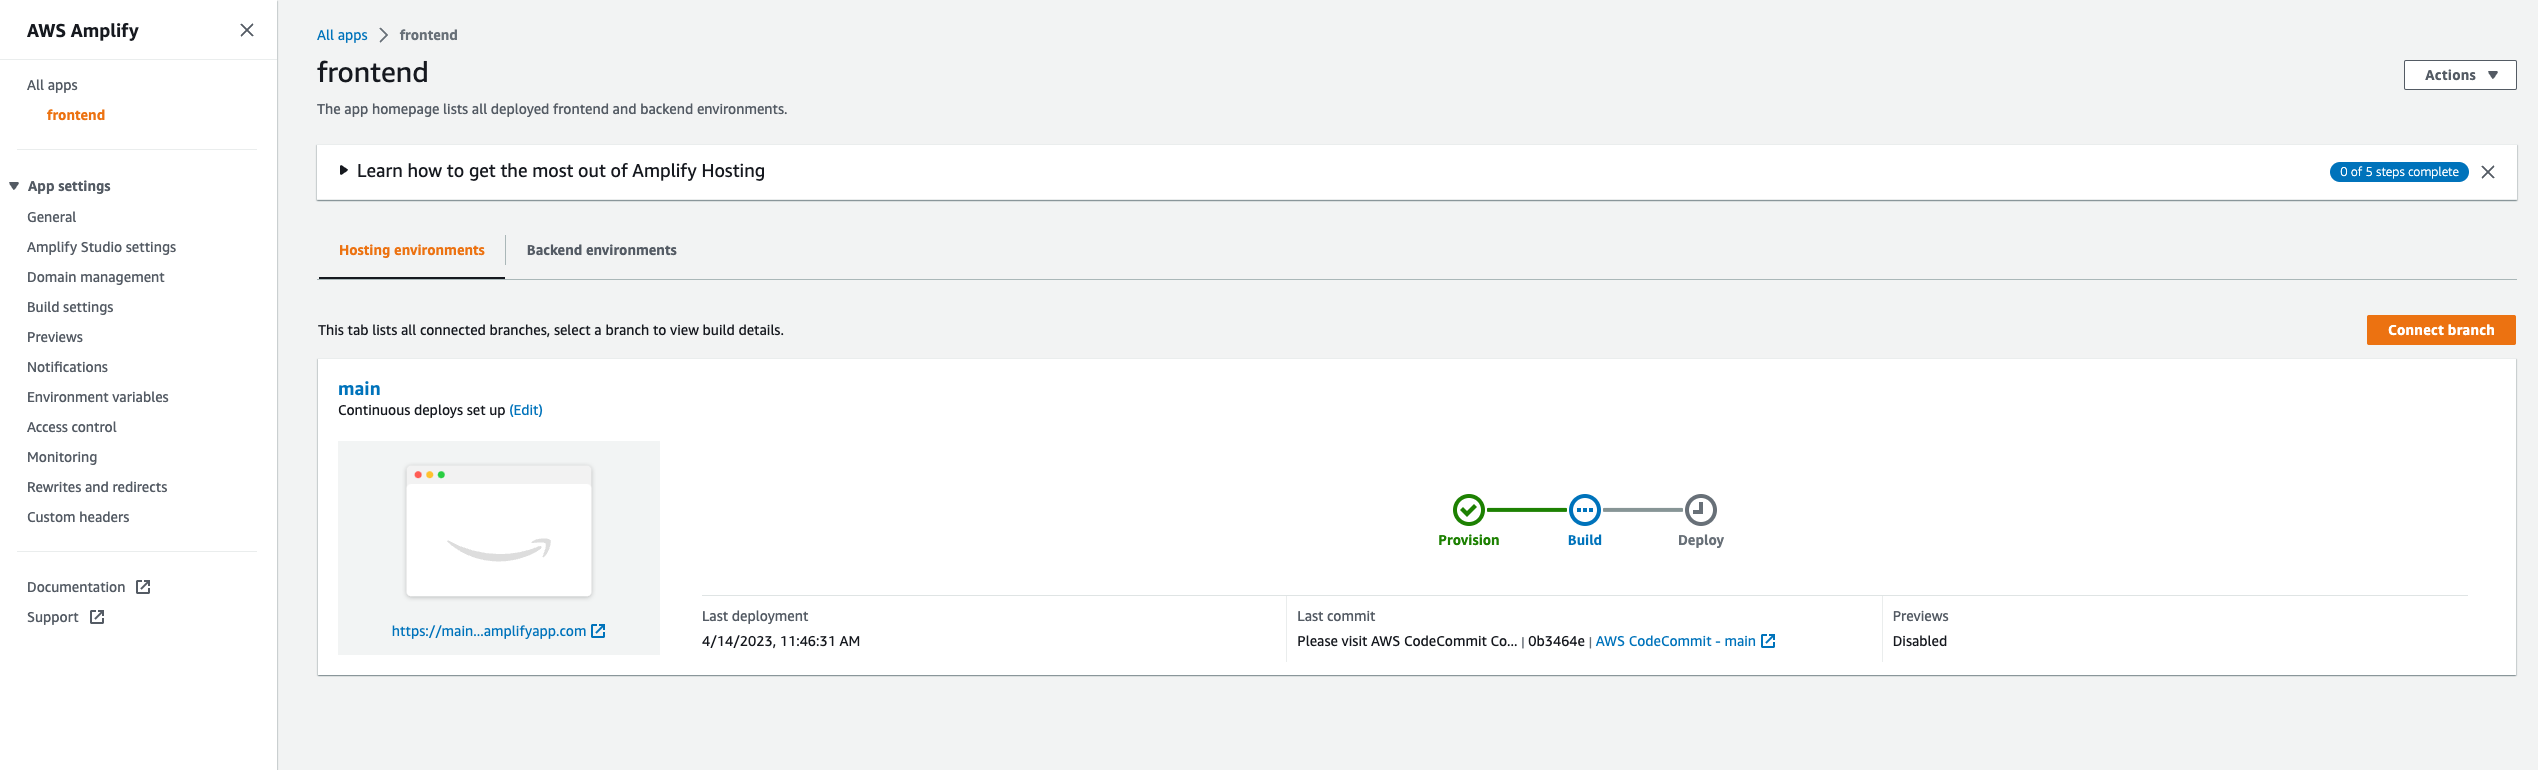 AWS Amplify
All apps
frontend
App settings
General
Amplify Studio settings
Domain management
Build settings
Previews
Notifications
Environment variables
Access control
Monitoring
Rewrites and redirects
Custom headers
Documentation
Support
All apps > frontend
frontend
Actions
The app homepage lists all deployed frontend and backend environments.
Learn how to get the most out of Amplify Hosting
0 of 5 steps complete
Hosting environments
Backend environments
This tab lists all connected branches, select a branch to view build details.
Connect branch
main
Continuous deploys set up (Edit)
https://main...amplifyapp.com
Provision
Build
Deploy
Last deployment
4/14/2023, 11:46:31 AM
Last commit
Please visit AWS CodeCommit Co... | 0b3464e | AWS CodeCommit - main
Previews
Disabled